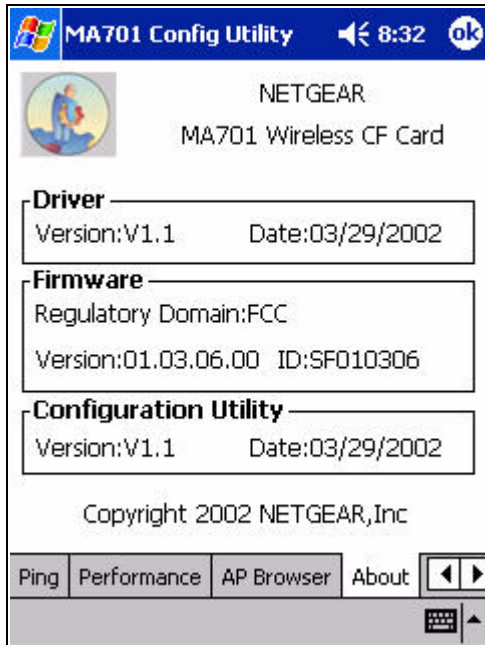 MA701 Config Utility 8:32 ok
NETGEAR
MA701 Wireless CF Card
Driver
Version:V1.1 Date:03/29/2002
Firmware
Regulatory Domain:FCC
Version:01.03.06.00 ID:SF010306
Configuration Utility
Version:V1.1 Date:03/29/2002
Copyright 2002 NETGEAR,Inc
Ping Performance AP Browser About